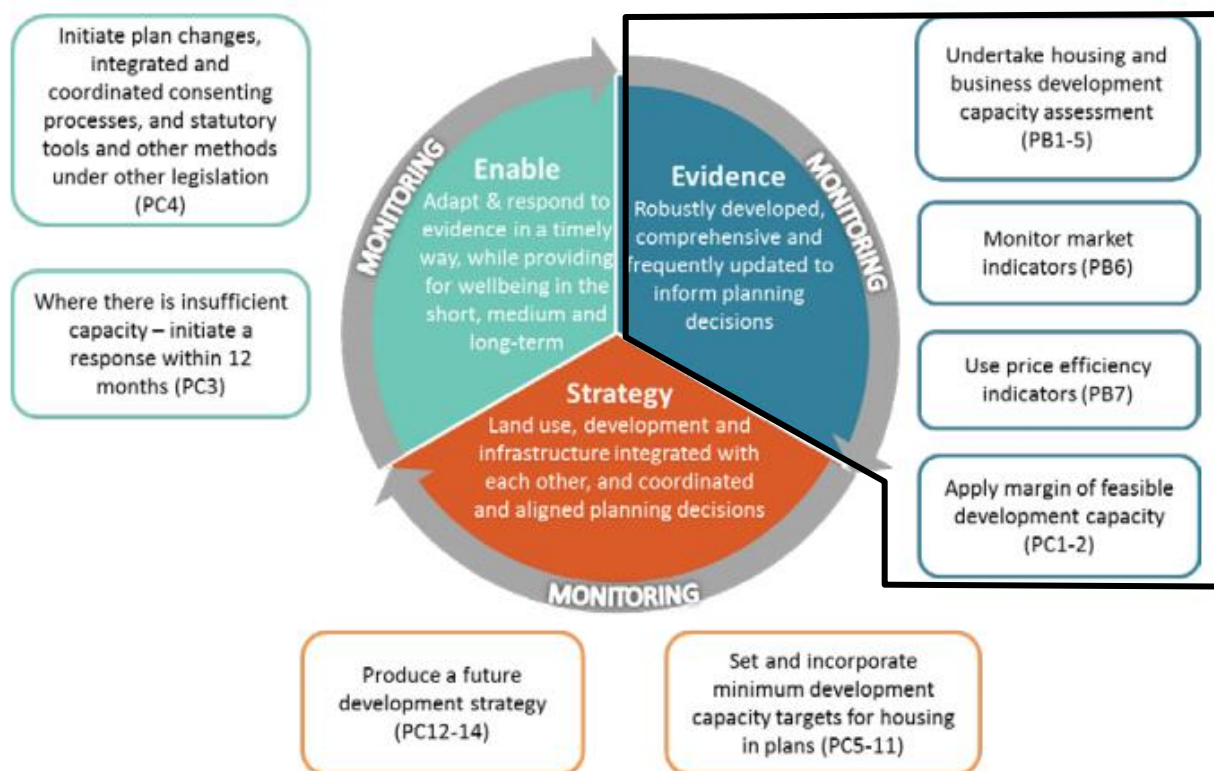 Initiate plan changes,
integrated and
coordinated consenting
processes, and statutory
tools and other methods
under other legislation
(PC4)
Where there is insufficient
capacity – initiate a
response within 12
months (PC3)
MONITORING
Enable
Adapt & respond to
evidence in a timely
way, while providing
for wellbeing in the
short, medium and
long-term
Evidence
Robustly developed,
comprehensive and
frequently updated to
inform planning
decisions
MONITORING
Strategy
Land use, development and
infrastructure integrated with
each other, and coordinated
and aligned planning decisions
MONITORING
Undertake housing and
business development
capacity assessment
(PB1-5)
Monitor market
indicators (PB6)
Use price efficiency
indicators (PB7)
Apply margin of feasible
development capacity
(PC1-2)
Produce a future
development strategy
(PC12-14)
Set and incorporate
minimum development
capacity targets for housing
in plans (PC5-11)